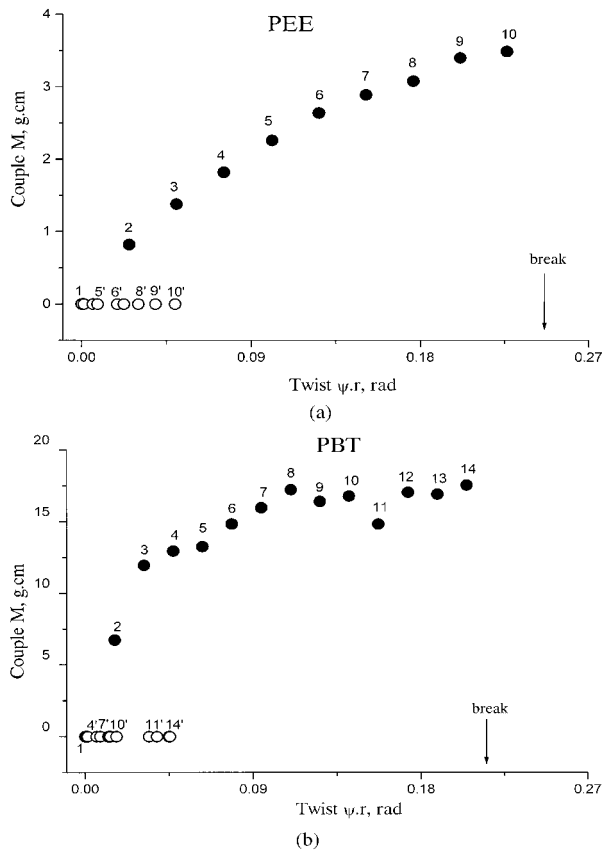 PEE
4
3
2
1
0
Couple M, g.cm
1
2
3
4
5
6
7
8
9
10
5' 6' 8' 9' 10'
break
0.00 0.09 0.18 0.27
Twist ψ.r, rad
(a)
PBT
20
15
10
5
0
Couple M, g.cm
1
2
3
4
5
6
7
8
9
10
11
12
13
14
4' 7' 10' 11' 14'
break
0.00 0.09 0.18 0.27
Twist ψ.r, rad
(b)